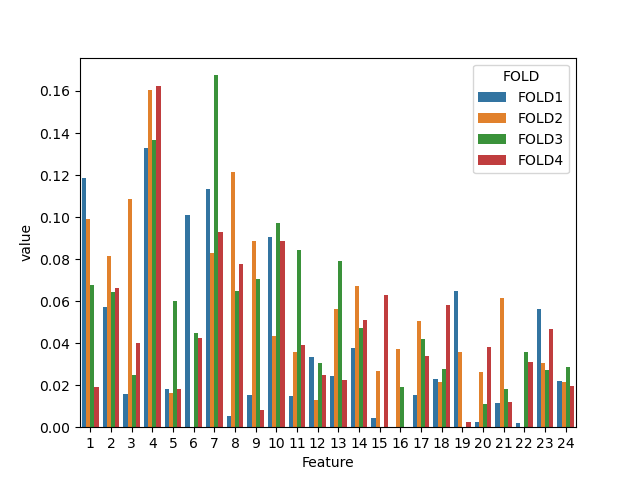 FOLD
FOLD1
FOLD2
FOLD3
FOLD4
0.16
0.14
0.12
0.10
0.08
0.06
0.04
0.02
0.00
value
1 2 3 4 5 6 7 8 9 10 11 12 13 14 15 16 17 18 19 20 21 22 23 24
Feature